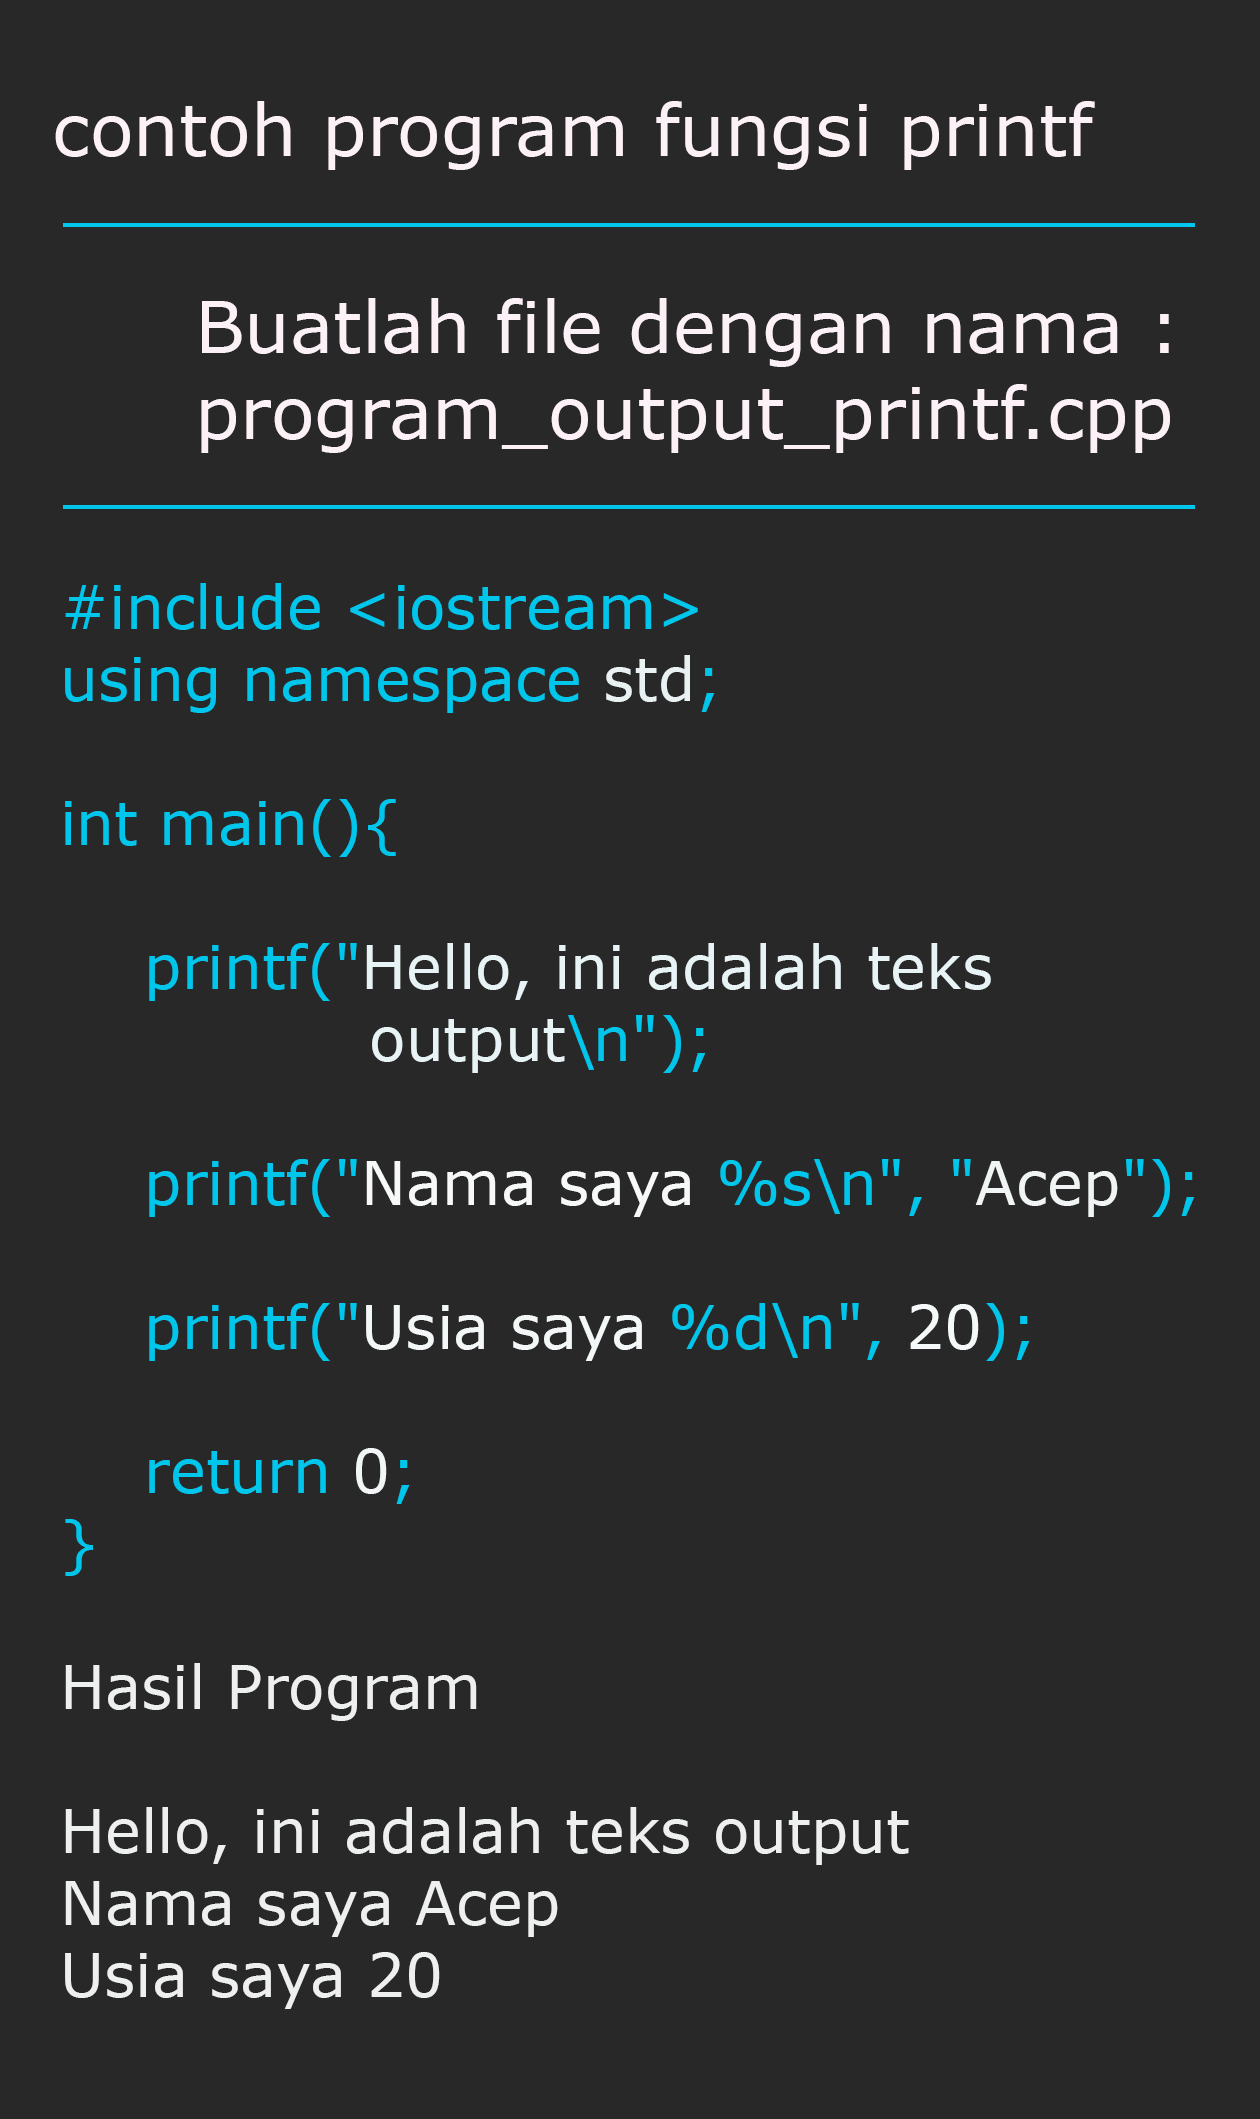 contoh program fungsi printf
Buatlah file dengan nama :
program_output_printf.cpp
#include <iostream>
using namespace std;
int main(){
printf("Hello, ini adalah teks
output\n");
printf("Nama saya %s\n", "Acep");
printf("Usia saya %d\n", 20);
return 0;
}
Hasil Program
Hello, ini adalah teks output
Nama saya Acep
Usia saya 20